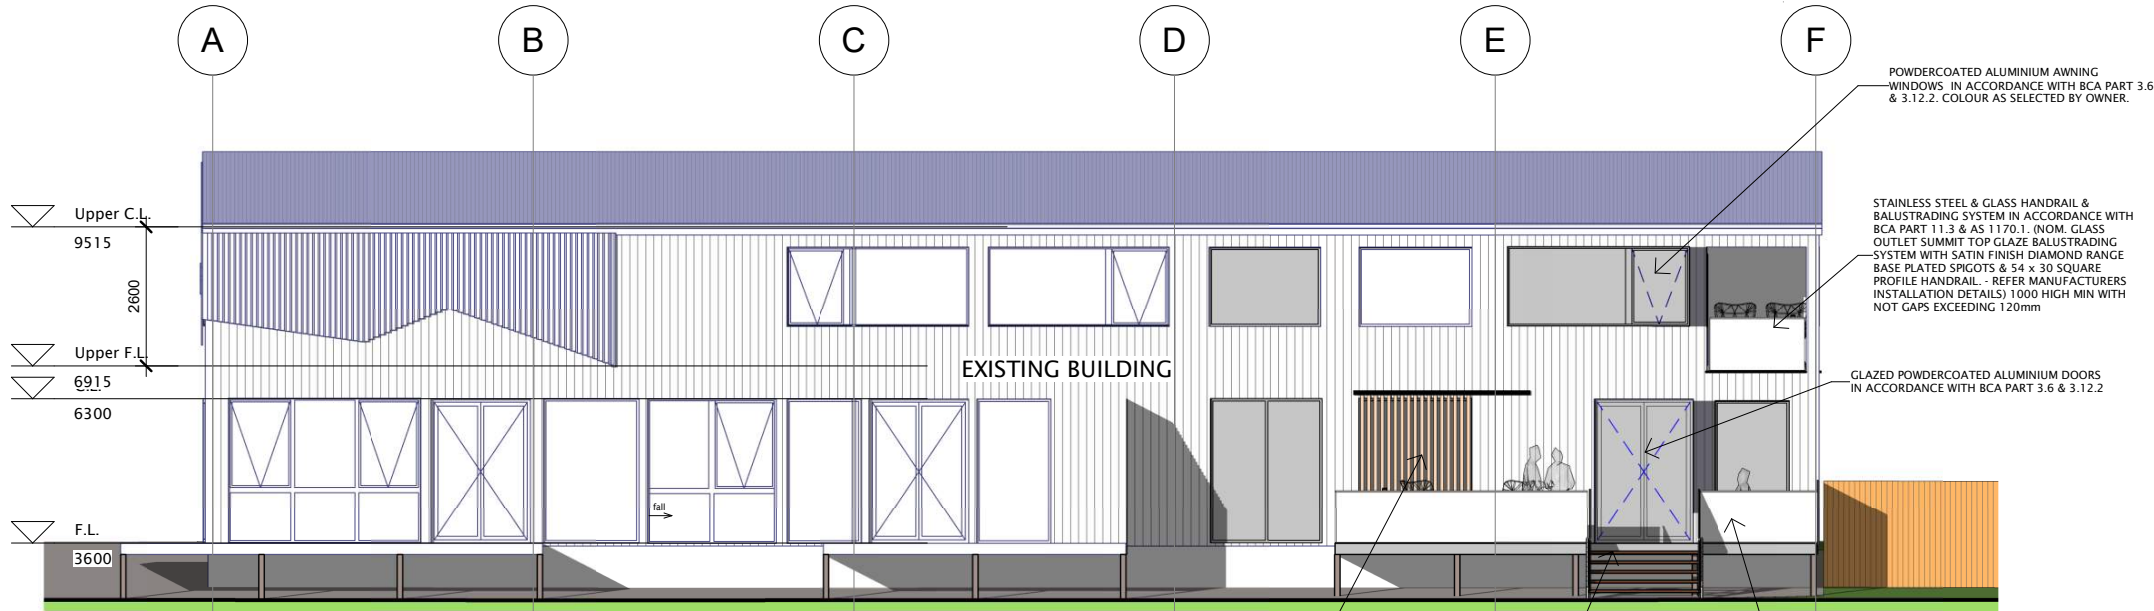 A
B
C
D
E
F
POWDERCOATED ALUMINIUM AWNING
WINDOWS IN ACCORDANCE WITH BCA PART 3.6
& 3.12.2. COLOUR AS SELECTED BY OWNER.
STAINLESS STEEL & GLASS HANDRAIL &
BALUSTRADING SYSTEM IN ACCORDANCE WITH
BCA PART 11.3 & AS 1170.1. (NOM. GLASS
OUTLET SUMMIT TOP GLAZE BALUSTRADING
SYSTEM WITH SATIN FINISH DIAMOND RANGE
BASE PLATED SPIGOTS & 54 x 30 SQUARE
PROFILE HANDRAIL. - REFER MANUFACTURERS
INSTALLATION DETAILS) 1000 HIGH MIN WITH
NOT GAPS EXCEEDING 120mm
Upper C.L.
9515
2600
Upper F.L.
6915
C.L.
6300
EXISTING BUILDING
GLAZED POWDERCOATED ALUMINIUM DOORS
IN ACCORDANCE WITH BCA PART 3.6 & 3.12.2
fall
F.L.
3600